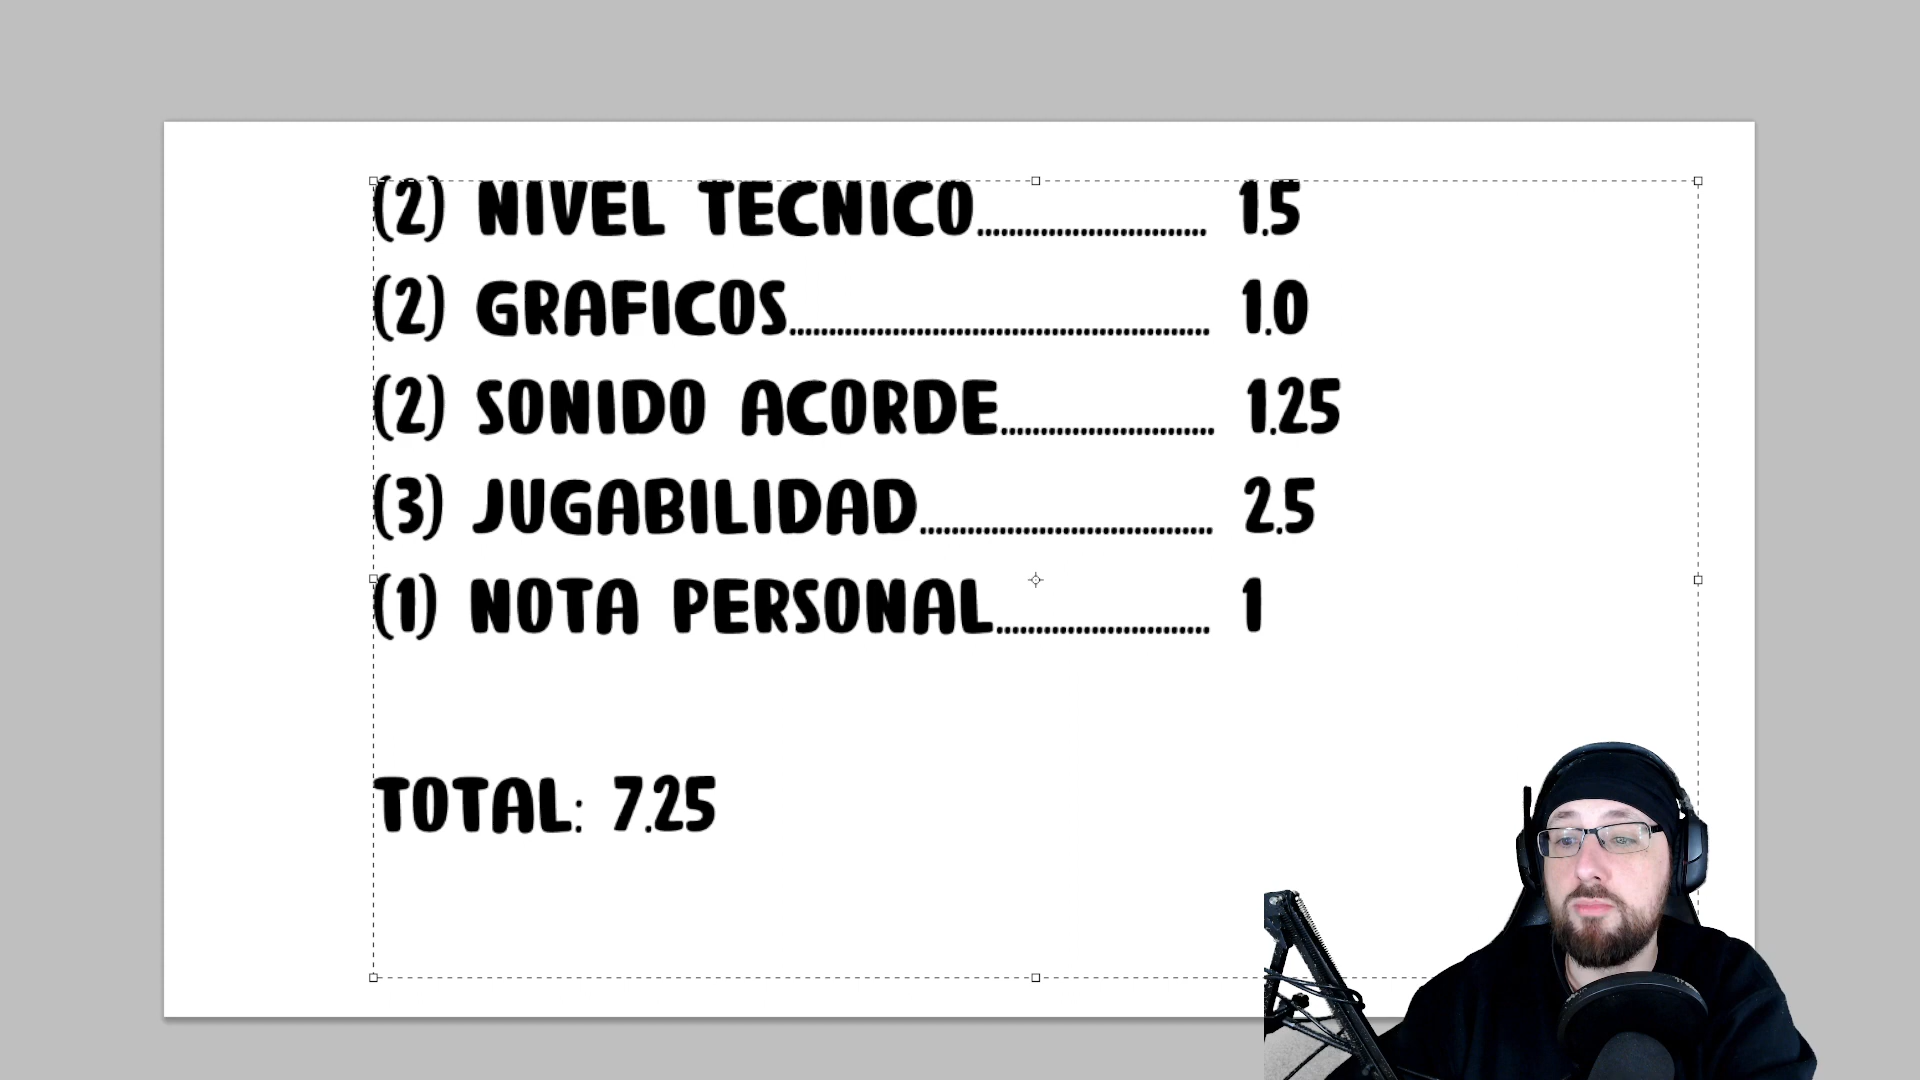 (2) NIVEL TECNICO............................. 1.5
(2) GRAFICOS..................................................... 1.0
(2) SONIDO ACORDE........................... 1.25
(3) JUGABILIDAD..................................... 2.5
(1) NOTA PERSONAL........................... 1
TOTAL: 7.25